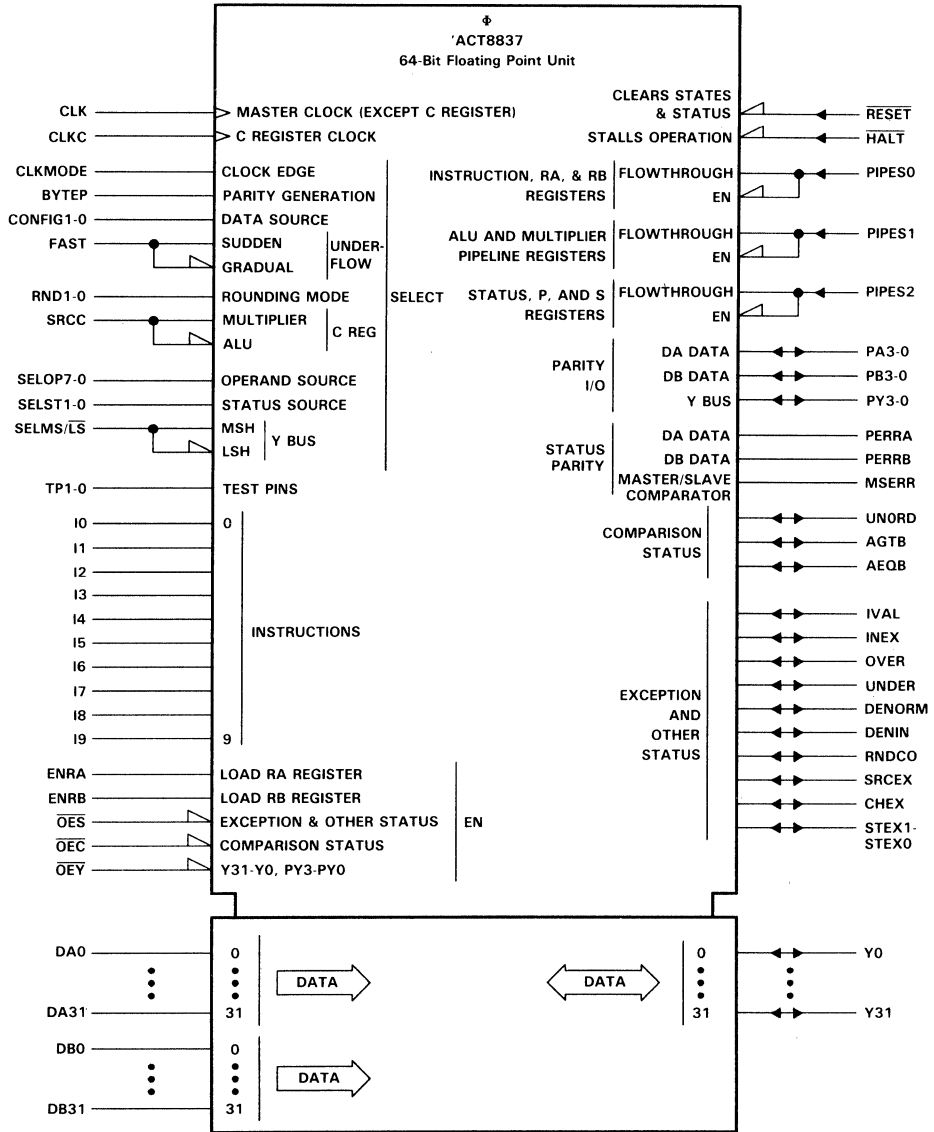 Φ
'ACT8837
64-Bit Floating Point Unit
CLK
MASTER CLOCK (EXCEPT C REGISTER)
CLKC
C REGISTER CLOCK
CLKMODE
CLOCK EDGE
BYTEP
PARITY GENERATION
CONFIG1-0
DATA SOURCE
FAST
SUDDEN
GRADUAL
UNDER-
FLOW
RND1-0
ROUNDING MODE
SRCC
MULTIPLIER
ALU
C REG
SELECT
SELOP7-0
OPERAND SOURCE
SELST1-0
STATUS SOURCE
SELMS/LS
MSH
LSH
Y BUS
TP1-0
TEST PINS
I0
0
I1
I2
I3
I4
I5
I6
I7
I8
I9
9
INSTRUCTIONS
ENRA
LOAD RA REGISTER
ENRB
LOAD RB REGISTER
OES
EXCEPTION & OTHER STATUS
OEC
COMPARISON STATUS
OEY
Y31-Y0, PY3-PY0
EN
CLEARS STATES
& STATUS
RESET
STALLS OPERATION
HALT
INSTRUCTION, RA, & RB
REGISTERS
FLOWTHROUGH
EN
PIPES0
ALU AND MULTIPLIER
PIPELINE REGISTERS
FLOWTHROUGH
EN
PIPES1
STATUS, P, AND S
REGISTERS
FLOWTHROUGH
EN
PIPES2
PARITY
I/O
DA DATA
PA3-0
DB DATA
PB3-0
Y BUS
PY3-0
STATUS
PARITY
DA DATA
PERRA
DB DATA
PERRB
MASTER/SLAVE
COMPARATOR
MSERR
COMPARISON
STATUS
UNORD
AGTB
AEQB
EXCEPTION
AND
OTHER
STATUS
IVAL
INEX
OVER
UNDER
DENORM
DENIN
RNDCO
SRCEX
CHEX
STEX1-
STEX0
DA0
0
DATA
DA31
31
DB0
0
DATA
DB31
31
DATA
0
Y0
31
Y31